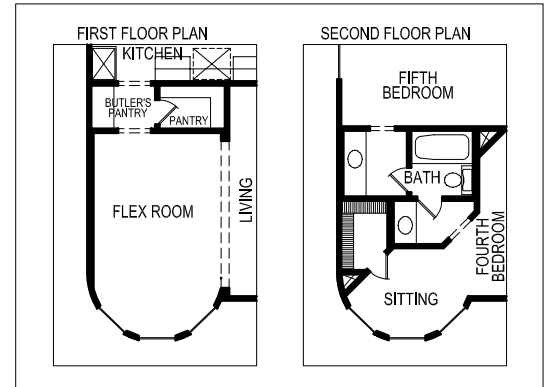 FIRST FLOOR PLAN
KITCHEN
BUTLER'S
PANTRY
PANTRY
FLEX ROOM
LIVING
SECOND FLOOR PLAN
FIFTH
BEDROOM
BATH
FOURTH
BEDROOM
SITTING